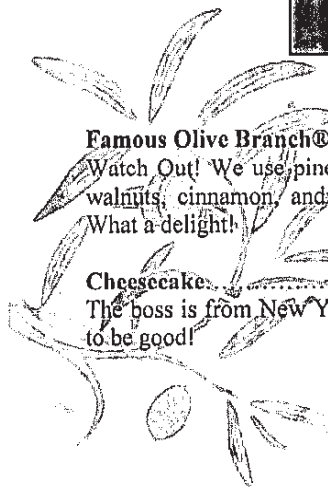 Famous Olive Branch®
Watch Out! We use pine
walnuts, cinnamon, and
What a delight!
Cheesecake...................
The boss is from New Y
to be good!